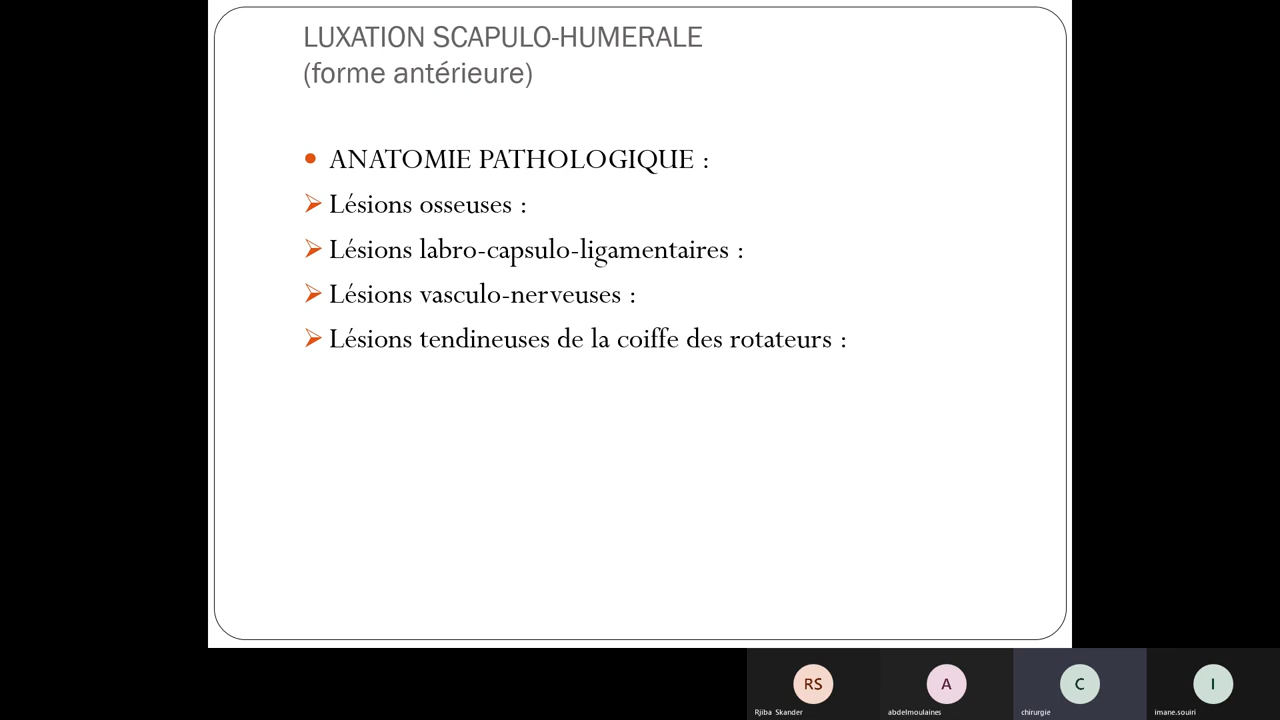 LUXATION SCAPULO-HUMERALE
(forme antérieure)
ANATOMIE PATHOLOGIQUE :
Lésions osseuses :
Lésions labro-capsulo-ligamentaires :
Lésions vasculo-nerveuses :
Lésions tendineuses de la coiffe des rotateurs :
RS
A
C
I
Rjiba Skander
abdelmoulaines
chirurgie
imane.souiri